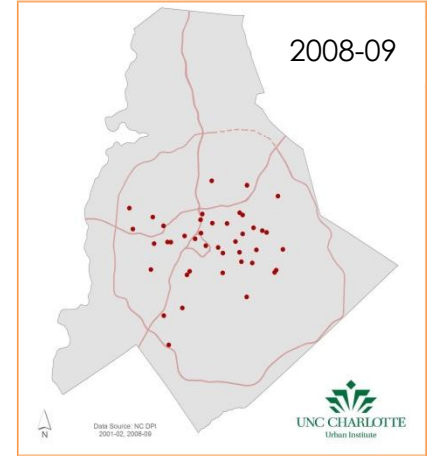 2008-09
UNC CHARLOTTE
Urban Institute
N
Data Source: NC DPI
2001-02, 2008-09